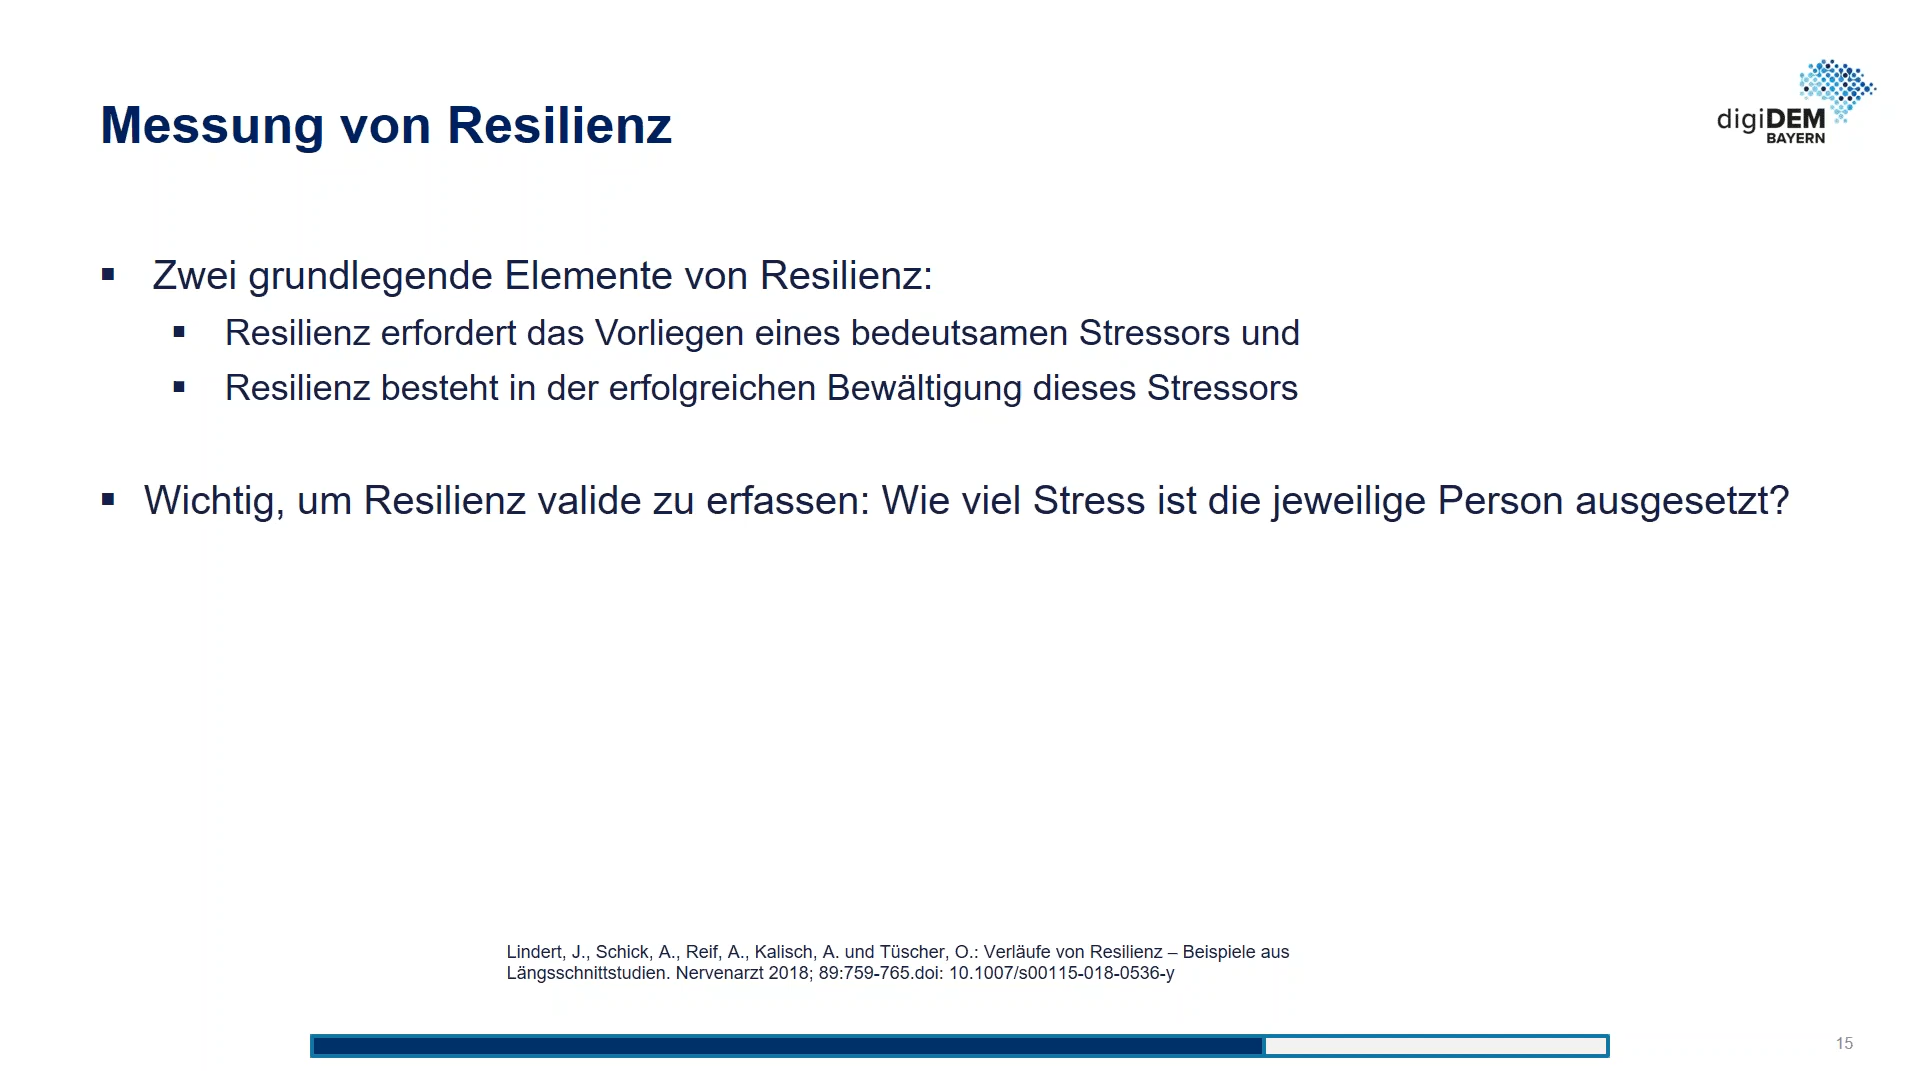 Messung von Resilienz
digiDEM
BAYERN
▪ Zwei grundlegende Elemente von Resilienz:
▪ Resilienz erfordert das Vorliegen eines bedeutsamen Stressors und
▪ Resilienz besteht in der erfolgreichen Bewältigung dieses Stressors
▪ Wichtig, um Resilienz valide zu erfassen: Wie viel Stress ist die jeweilige Person ausgesetzt?
Lindert, J., Schick, A., Reif, A., Kalisch, A. und Tüscher, O.: Verläufe von Resilienz – Beispiele aus
Längsschnittstudien. Nervenarzt 2018; 89:759-765.doi: 10.1007/s00115-018-0536-y
15